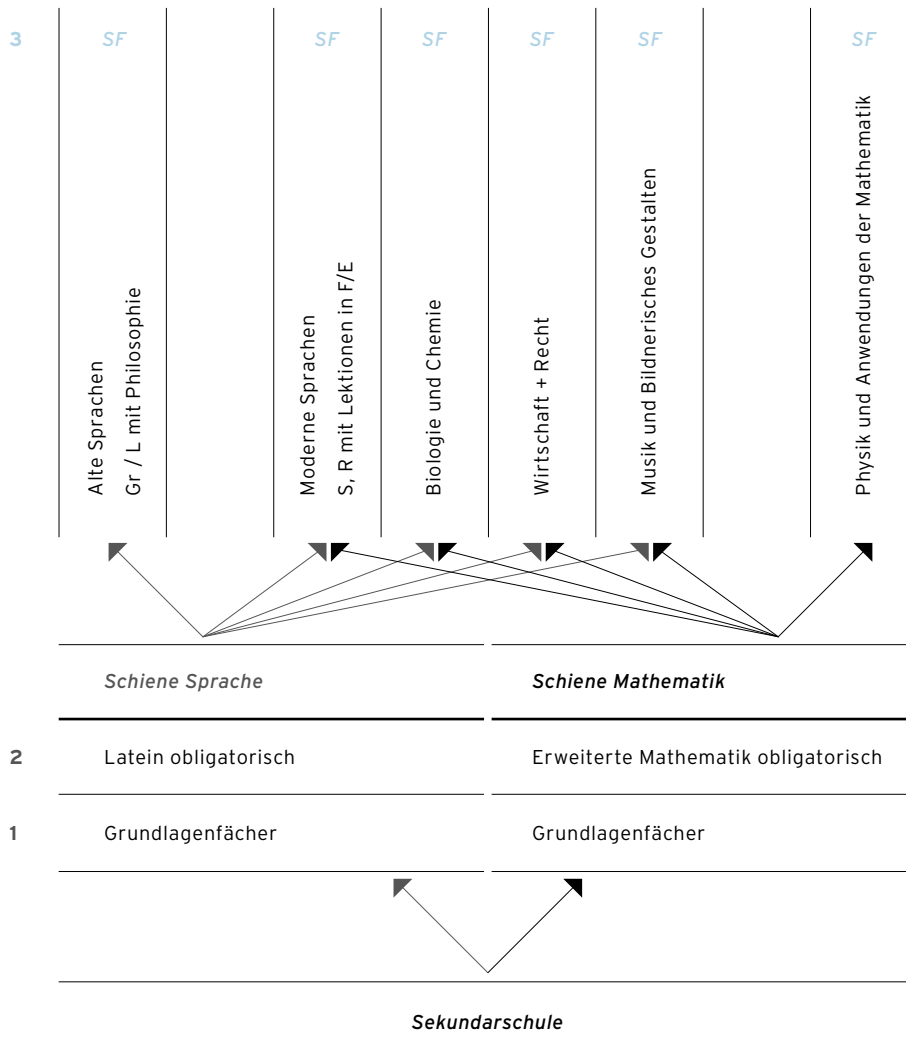 3
SF
SF
SF
SF
SF
SF
Alte Sprachen
Gr / L mit Philosophie
Moderne Sprachen
S, R mit Lektionen in F/E
Biologie und Chemie
Wirtschaft + Recht
Musik und Bildnerisches Gestalten
Physik und Anwendungen der Mathematik
Schiene Sprache
Schiene Mathematik
2
Latein obligatorisch
Erweiterte Mathematik obligatorisch
1
Grundlagenfächer
Grundlagenfächer
Sekundarschule